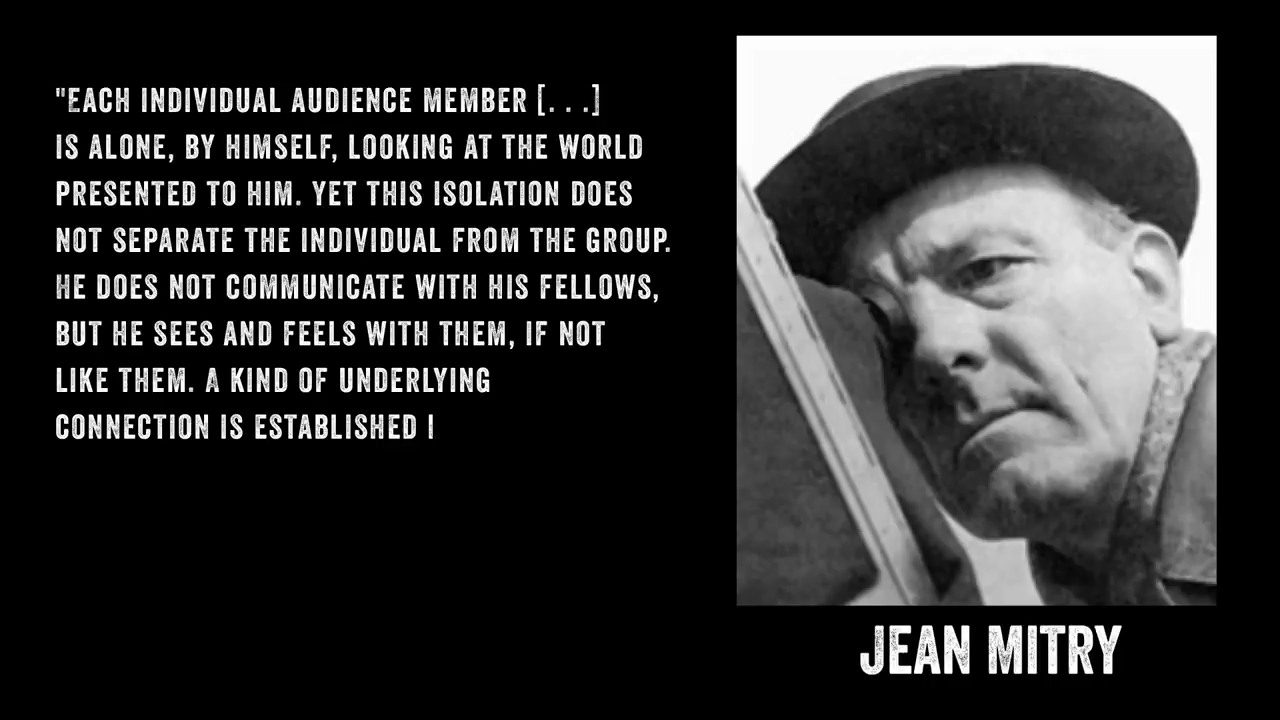 "EACH INDIVIDUAL AUDIENCE MEMBER [. . .]
IS ALONE, BY HIMSELF, LOOKING AT THE WORLD
PRESENTED TO HIM. YET THIS ISOLATION DOES
NOT SEPARATE THE INDIVIDUAL FROM THE GROUP.
HE DOES NOT COMMUNICATE WITH HIS FELLOWS,
BUT HE SEES AND FEELS WITH THEM, IF NOT
LIKE THEM. A KIND OF UNDERLYING
CONNECTION IS ESTABLISHED I
JEAN MITRY